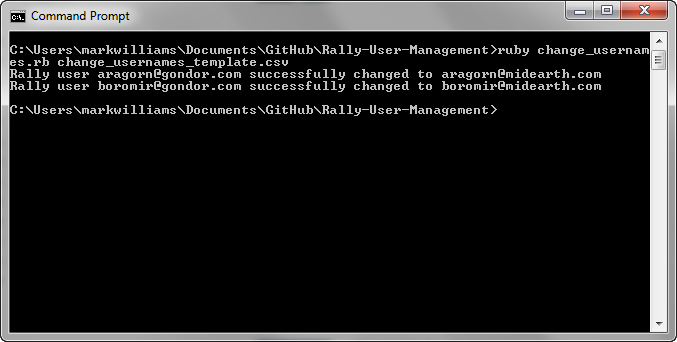 Command Prompt
C:\Users\markwilliams\Documents\GitHub\Rally-User-Management>ruby change_usernam
es.rb change_usernames_template.csv
Rally user aragorn@gondor.com successfully changed to aragorn@midearth.com
Rally user boromir@gondor.com successfully changed to boromir@midearth.com
C:\Users\markwilliams\Documents\GitHub\Rally-User-Management>